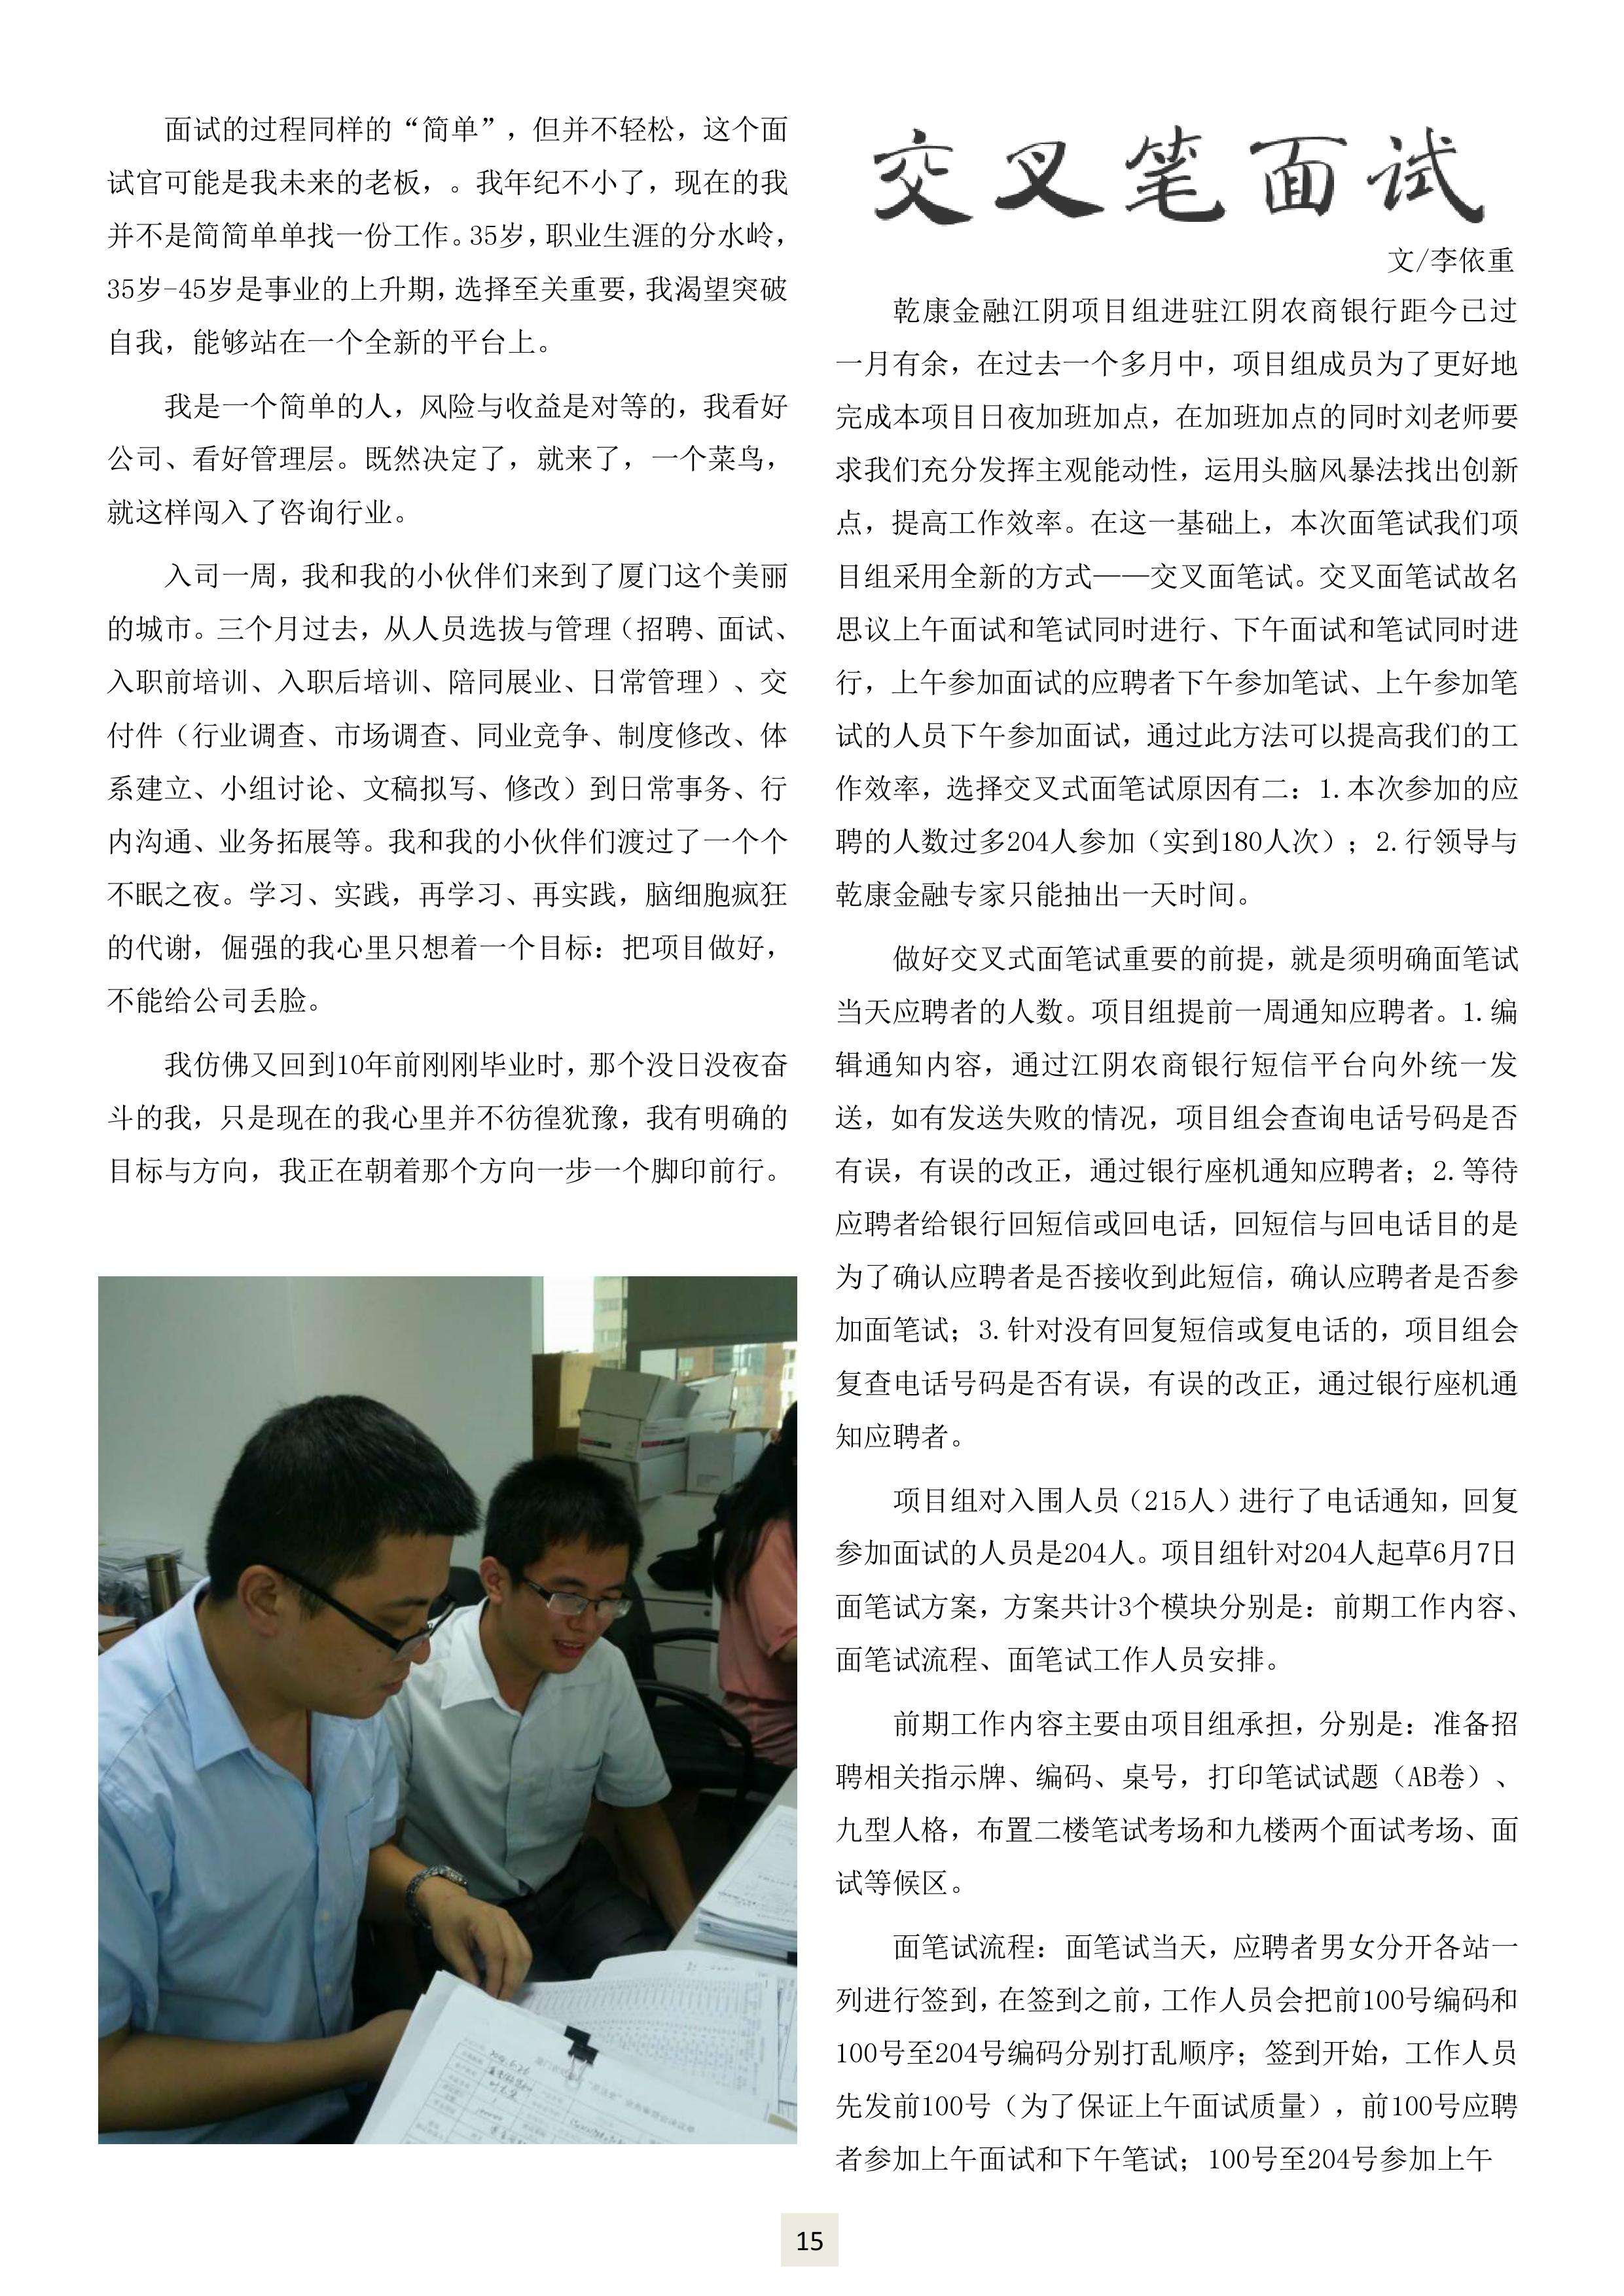 面试的过程同样的“简单”，但并不轻松，这个面
试官可能是我未来的老板，。我年纪不小了，现在的我
并不是简简单单找一份工作。35岁，职业生涯的分水岭，
35岁-45岁是事业的上升期，选择至关重要，我渴望突破
自我，能够站在一个全新的平台上。
我是一个简单的人，风险与收益是对等的，我看好
公司、看好管理层。既然决定了，就来了，一个菜鸟，
就这样闯入了咨询行业。
入司一周，我和我的小伙伴们来到了厦门这个美丽
的城市。三个月过去，从人员选拔与管理（招聘、面试、
入职前培训、入职后培训、陪同展业、日常管理）、交
付件（行业调查、市场调查、同业竞争、制度修改、体
系建立、小组讨论、文稿拟写、修改）到日常事务、行
内沟通、业务拓展等。我和我的小伙伴们渡过了一个个
不眠之夜。学习、实践，再学习、再实践，脑细胞疯狂
的代谢，倔强的我心里只想着一个目标：把项目做好，
不能给公司丢脸。
我仿佛又回到10年前刚刚毕业时，那个没日没夜奋
斗的我，只是现在的我心里并不彷徨犹豫，我有明确的
目标与方向，我正在朝着那个方向一步一个脚印前行。
交叉笔面试
文/李依重
乾康金融江阴项目组进驻江阴农商银行距今已过
一月有余，在过去一个多月中，项目组成员为了更好地
完成本项目日夜加班加点，在加班加点的同时刘老师要
求我们充分发挥主观能动性，运用头脑风暴法找出创新
点，提高工作效率。在这一基础上，本次面笔试我们项
目组采用全新的方式——交叉面笔试。交叉面笔试故名
思议上午面试和笔试同时进行、下午面试和笔试同时进
行，上午参加面试的应聘者下午参加笔试、上午参加笔
试的人员下午参加面试，通过此方法可以提高我们的工
作效率，选择交叉式面笔试原因有二：1.本次参加的应
聘的人数过多204人参加（实到180人次）；2.行领导与
乾康金融专家只能抽出一天时间。
做好交叉式面笔试重要的前提，就是须明确面笔试
当天应聘者的人数。项目组提前一周通知应聘者。1.编
辑通知内容，通过江阴农商银行短信平台向外统一发
送，如有发送失败的情况，项目组会查询电话号码是否
有误，有误的改正，通过银行座机通知应聘者；2.等待
应聘者给银行回短信或回电话，回短信与回电话目的是
为了确认应聘者是否接收到此短信，确认应聘者是否参
加面笔试；3.针对没有回复短信或复电话的，项目组会
复查电话号码是否有误，有误的改正，通过银行座机通
知应聘者。
项目组对入围人员（215人）进行了电话通知，回复
参加面试的人员是204人。项目组针对204人起草6月7日
面笔试方案，方案共计3个模块分别是：前期工作内容、
面笔试流程、面笔试工作人员安排。
前期工作内容主要由项目组承担，分别是：准备招
聘相关指示牌、编码、桌号，打印笔试试题（AB卷）、
九型人格，布置二楼笔试考场和九楼两个面试考场、面
试等候区。
面笔试流程：面笔试当天，应聘者男女分开各站一
列进行签到，在签到之前，工作人员会把前100号编码和
100号至204号编码分别打乱顺序；签到开始，工作人员
先发前100号（为了保证上午面试质量），前100号应聘
者参加上午面试和下午笔试；100号至204号参加上午
15